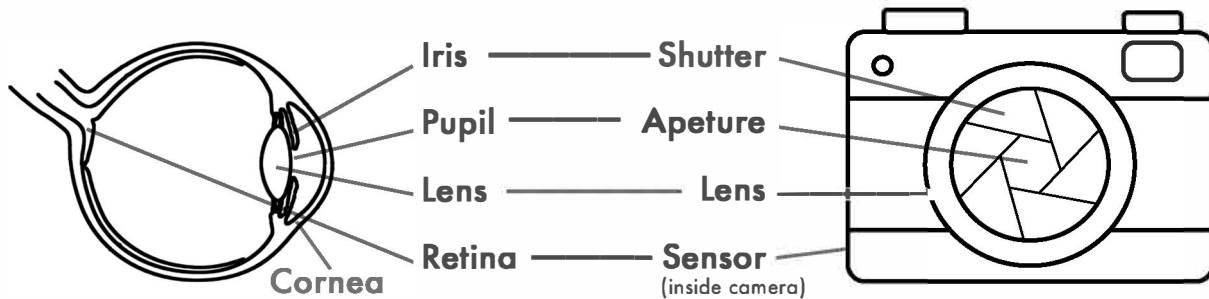 Iris Shutter
Pupil Apeture
Lens Lens
Retina Sensor
(inside camera)
Cornea